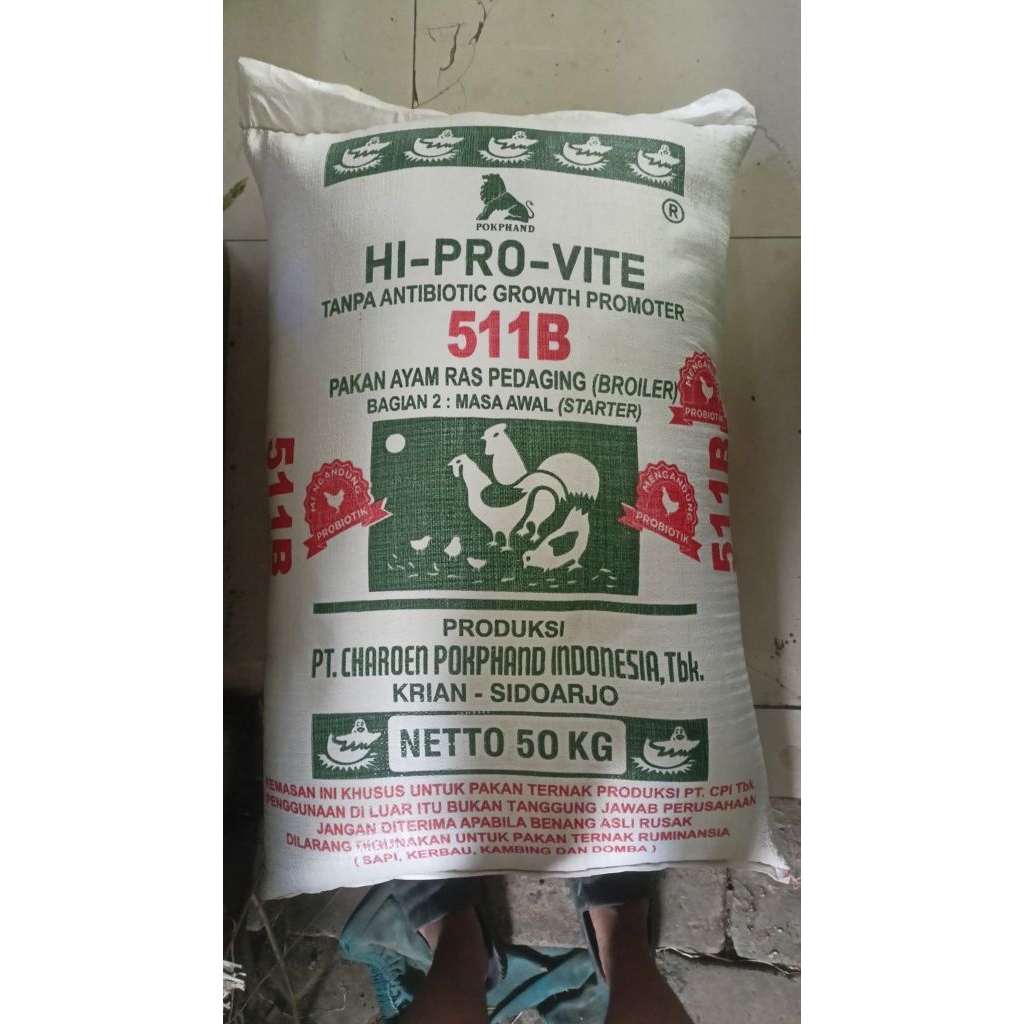 POKPHAND
®
HI-PRO-VITE
TANPA ANTIBIOTIC GROWTH PROMOTER
511B
PAKAN AYAM RAS PEDAGING (BROILER)
BAGIAN 2 : MASA AWAL (STARTER)
MENGANDUNG
PROBIOTIK
511B
MENGANDUNG
PROBIOTIK
MENGANDUNG
PROBIOTIK
511B
PRODUKSI
PT. CHAROEN POKPHAND INDONESIA, Tbk.
KRIAN - SIDOARJO
NETTO 50 KG
KEMASAN INI KHUSUS UNTUK PAKAN TERNAK PRODUKSI PT. CPI Tbk.
PENGGUNAAN DI LUAR ITU BUKAN TANGGUNG JAWAB PERUSAHAAN
JANGAN DITERIMA APABILA BENANG ASLI RUSAK
DILARANG DIGUNAKAN UNTUK PAKAN TERNAK RUMINANSIA
( SAPI, KERBAU, KAMBING DAN DOMBA )